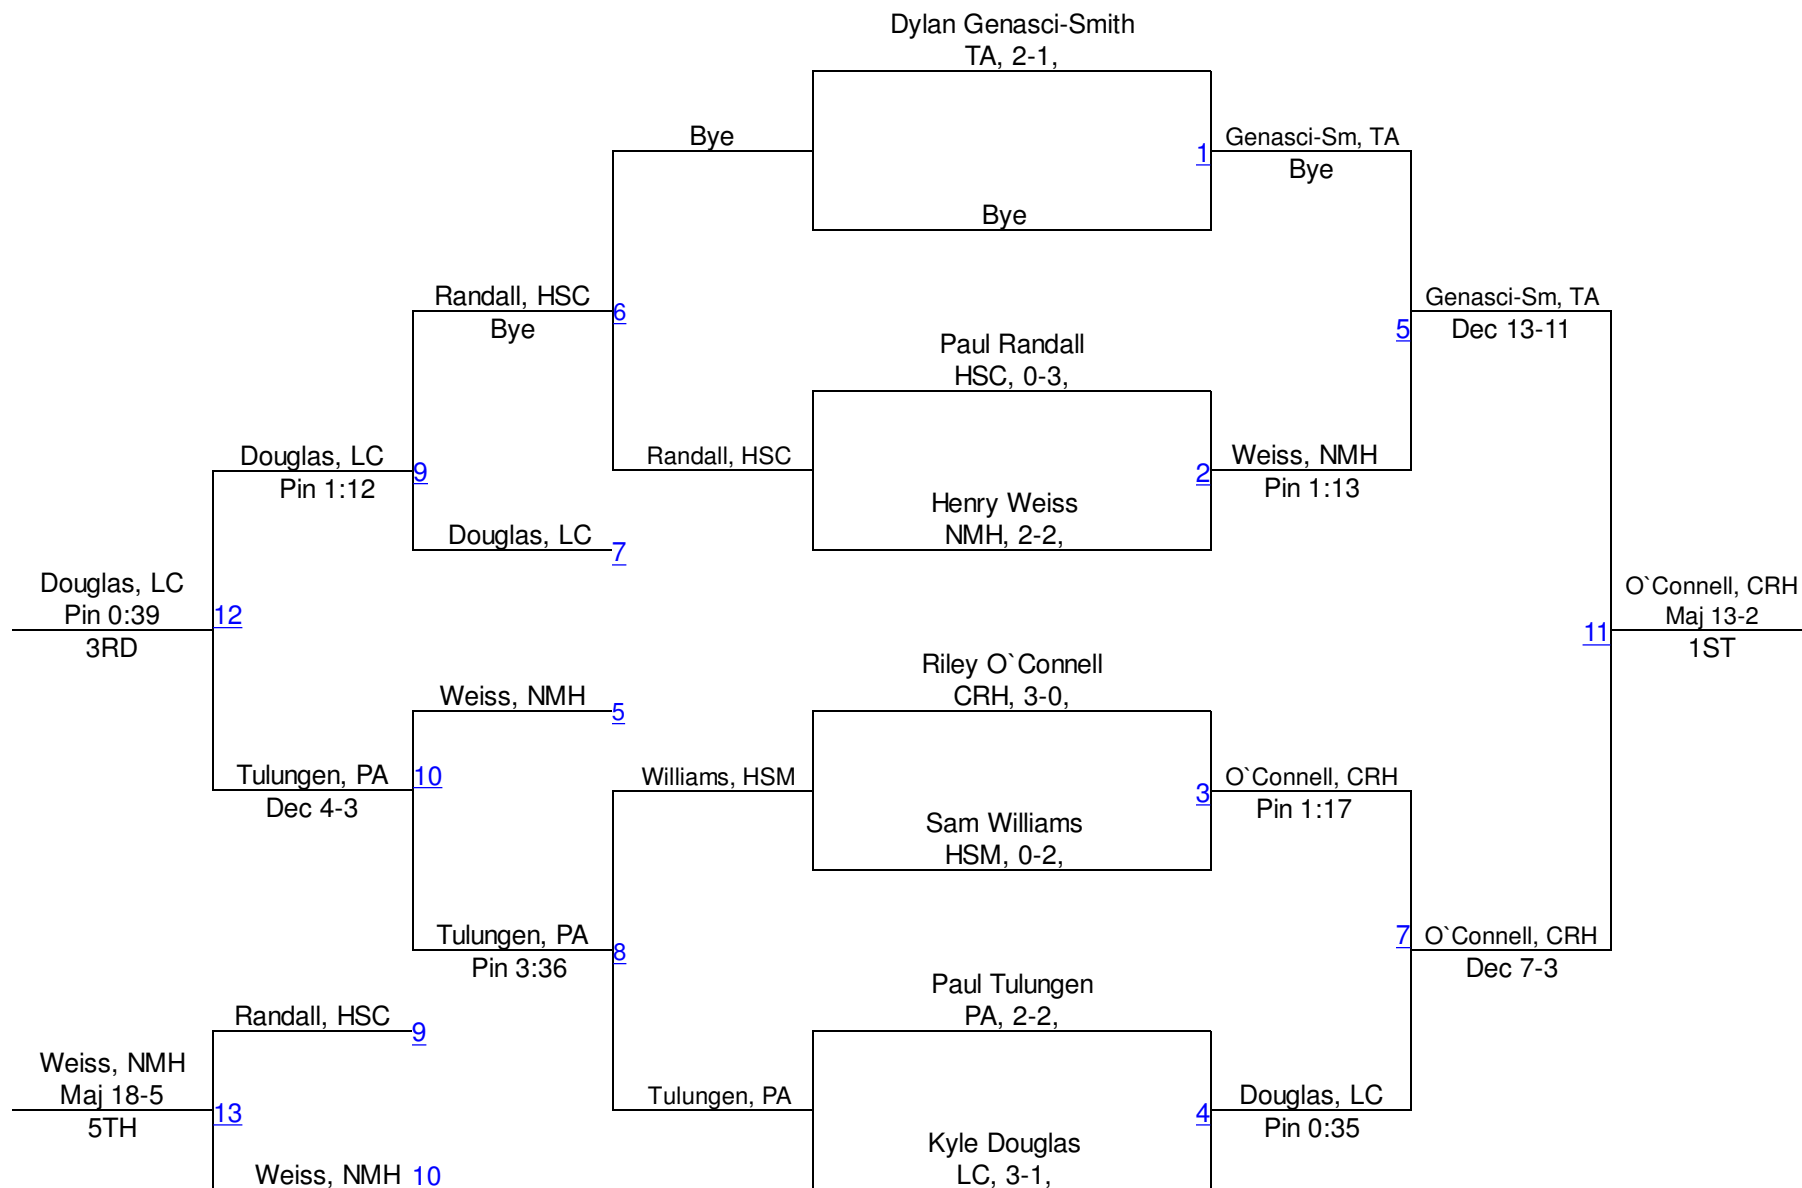 Dylan Genasci-Smith
TA, 2-1,
Bye
1
Genasci-Sm, TA
Bye
Bye
Randall, HSC
Bye
6
Genasci-Sm, TA
Dec 13-11
5
Paul Randall
HSC, 0-3,
Douglas, LC
Pin 1:12
9
Randall, HSC
2
Weiss, NMH
Pin 1:13
Henry Weiss
NMH, 2-2,
Douglas, LC
7
Douglas, LC
Pin 0:39
3RD
12
O`Connell, CRH
Maj 13-2
1ST
11
Riley O`Connell
CRH, 3-0,
Weiss, NMH
5
Tulungen, PA
Dec 4-3
10
Williams, HSM
3
O`Connell, CRH
Pin 1:17
Sam Williams
HSM, 0-2,
Tulungen, PA
Pin 3:36
8
7
O`Connell, CRH
Dec 7-3
Paul Tulungen
PA, 2-2,
Randall, HSC
9
Weiss, NMH
Maj 18-5
5TH
13
Tulungen, PA
4
Douglas, LC
Pin 0:35
Kyle Douglas
LC, 3-1,
Weiss, NMH
10